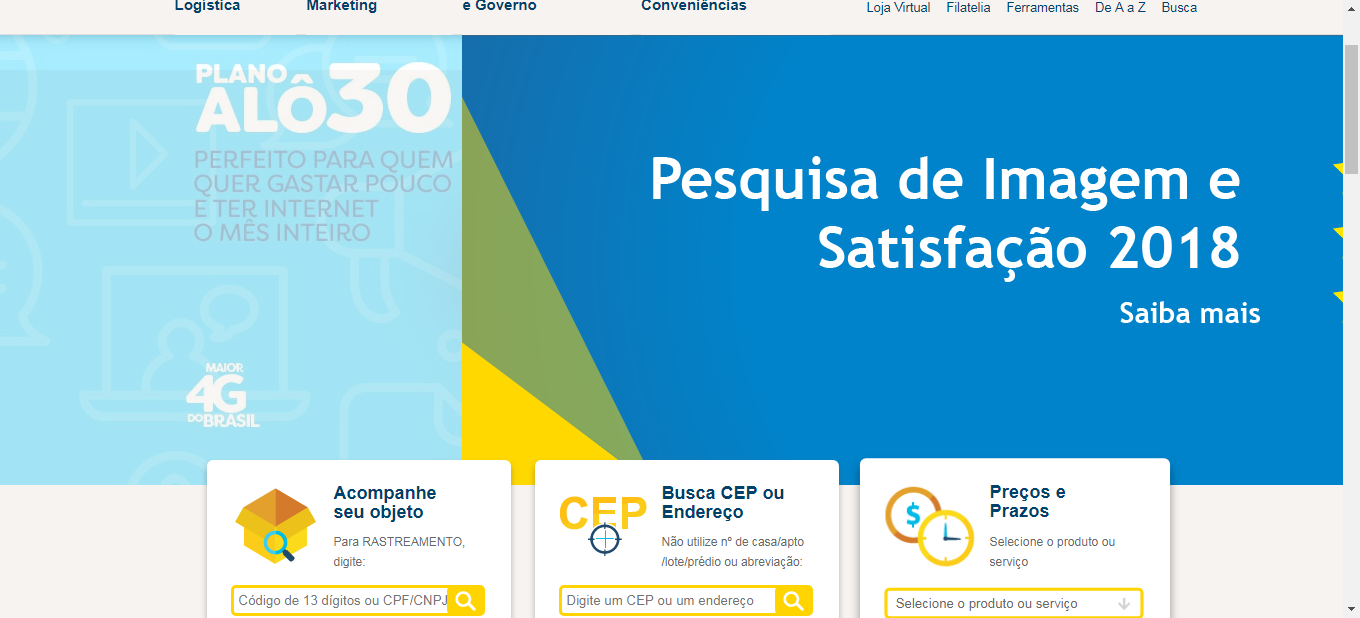 Logística Marketing e Governo Conveniências Loja Virtual Filatelia Ferramentas De A a Z Busca
PLANO
ALÔ30
PERFEITO PARA QUEM
QUER GASTAR POUCO
E TER INTERNET
O MÊS INTEIRO
MAIOR
4G
DO BRASIL
Pesquisa de Imagem e
Satisfação 2018
Saiba mais
Acompanhe
seu objeto
Para RASTREAMENTO,
digite:
Código de 13 dígitos ou CPF/CNPJ
CEP
Busca CEP ou
Endereço
Não utilize nº de casa/apto
/lote/prédio ou abreviação:
Digite um CEP ou um endereço
$
Preços e
Prazos
Selecione o produto ou
serviço
Selecione o produto ou serviço